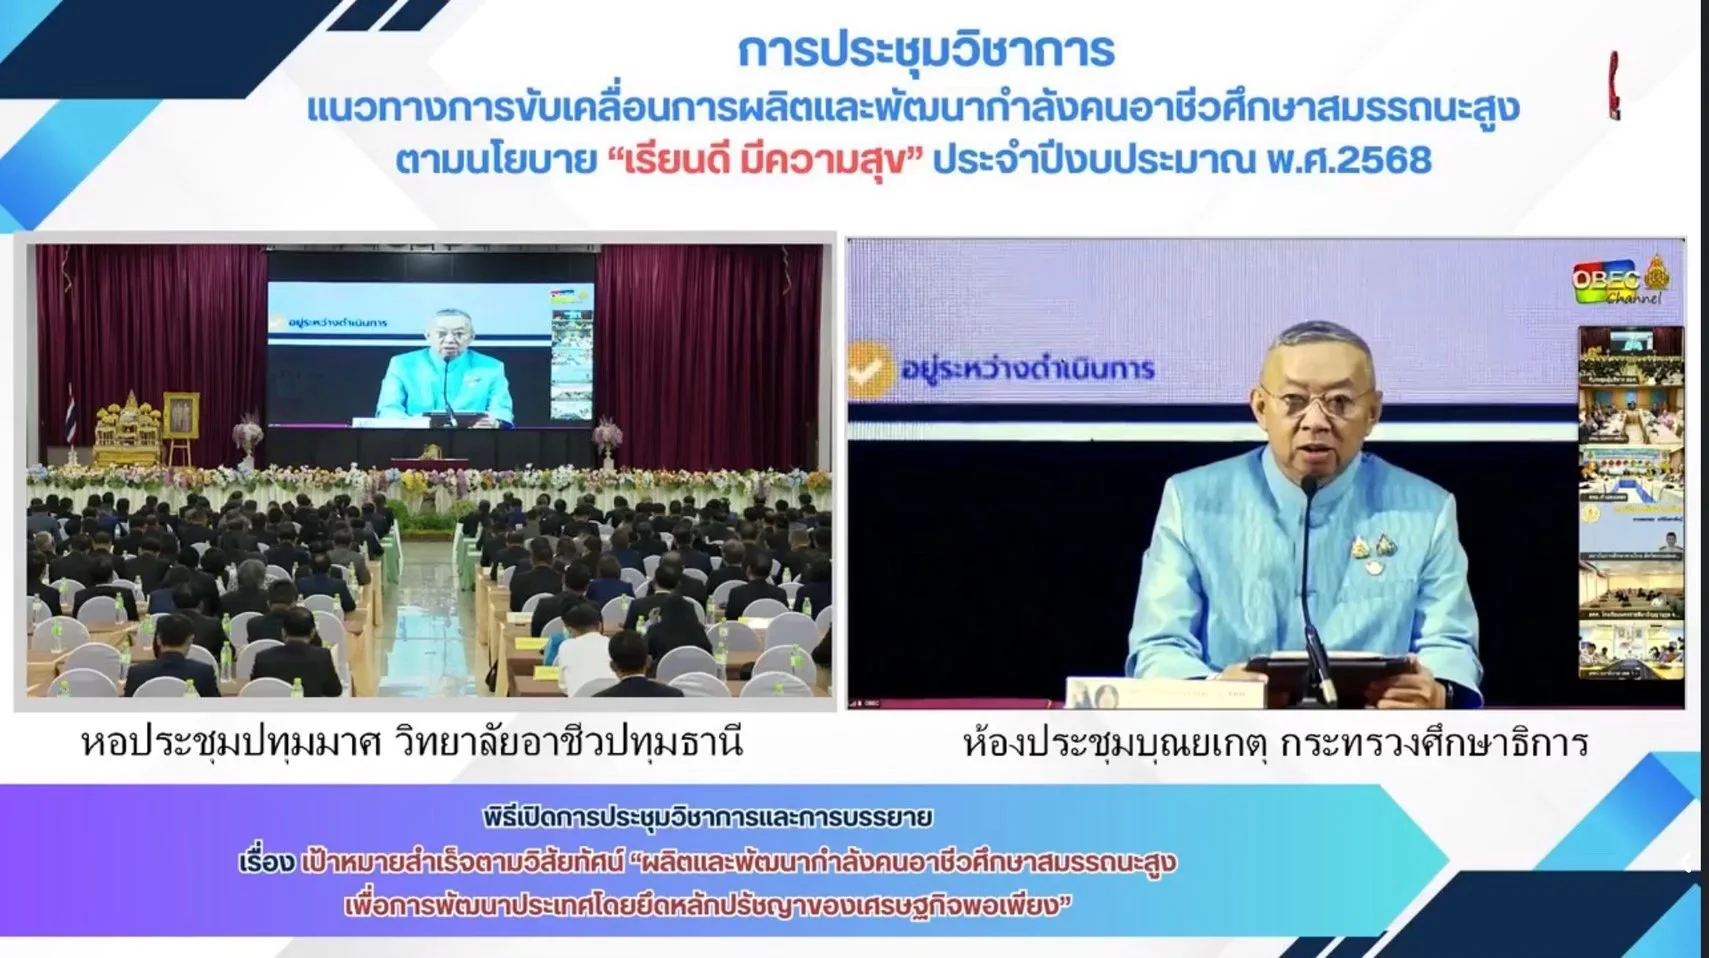 การประชุมวิชาการ
แนวทางการขับเคลื่อนการผลิตและพัฒนากำลังคนอาชีวศึกษาสมรรถนะสูง
ตามนโยบาย “เรียนดี มีความสุข” ประจำปีงบประมาณ พ.ศ.2568
อยู่ระหว่างดำเนินการ
OBEC
Channel
อยู่ระหว่างดำเนินการ
OBEC
หอประชุมปทุมมาศ วิทยาลัยอาชีวปทุมธานี
ห้องประชุมบุณยเกตุ กระทรวงศึกษาธิการ
พิธีเปิดการประชุมวิชาการและการบรรยาย
เรื่อง เป้าหมายสำเร็จตามวิสัยทัศน์ “ผลิตและพัฒนากำลังคนอาชีวศึกษาสมรรถนะสูง
เพื่อการพัฒนาประเทศโดยยึดหลักปรัชญาของเศรษฐกิจพอเพียง”